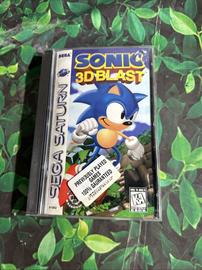 SEGA
SONIC
3D BLAST
SEGA SATURN
PREVIOUSLY PLAYED
GAMES
100% GUARANTEED